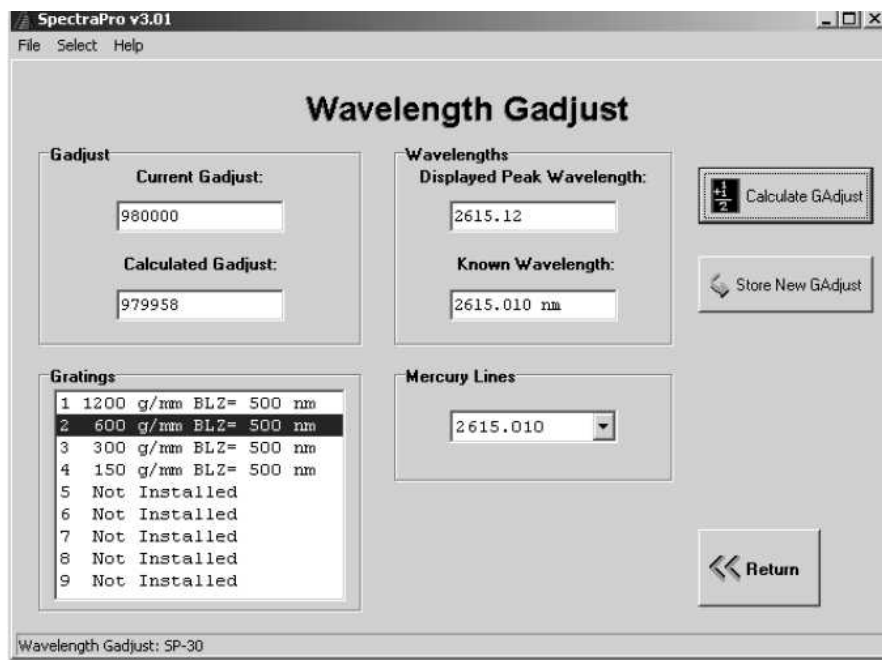 SpectraPro v3.01
File Select Help
Wavelength Gadjust
Gadjust
Current Gadjust:
980000
Calculated Gadjust:
979958
Wavelengths
Displayed Peak Wavelength:
2615.12
Known Wavelength:
2615.010 nm
Calculate GAdjust
Store New GAdjust
Gratings
1 1200 g/mm BLZ= 500 nm
2 600 g/mm BLZ= 500 nm
3 300 g/mm BLZ= 500 nm
4 150 g/mm BLZ= 500 nm
5 Not Installed
6 Not Installed
7 Not Installed
8 Not Installed
9 Not Installed
Mercury Lines
2615.010
Return
Wavelength Gadjust: SP-30